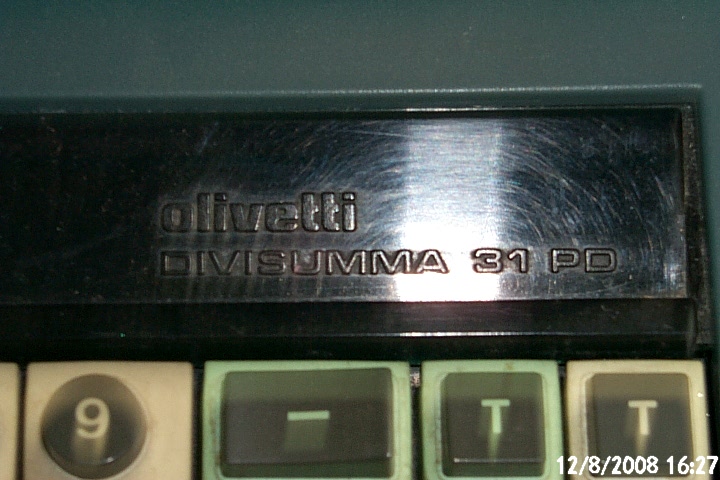 olivetti
DIVISUMMA 31 PD
9 - T T
12/8/2008 16:27